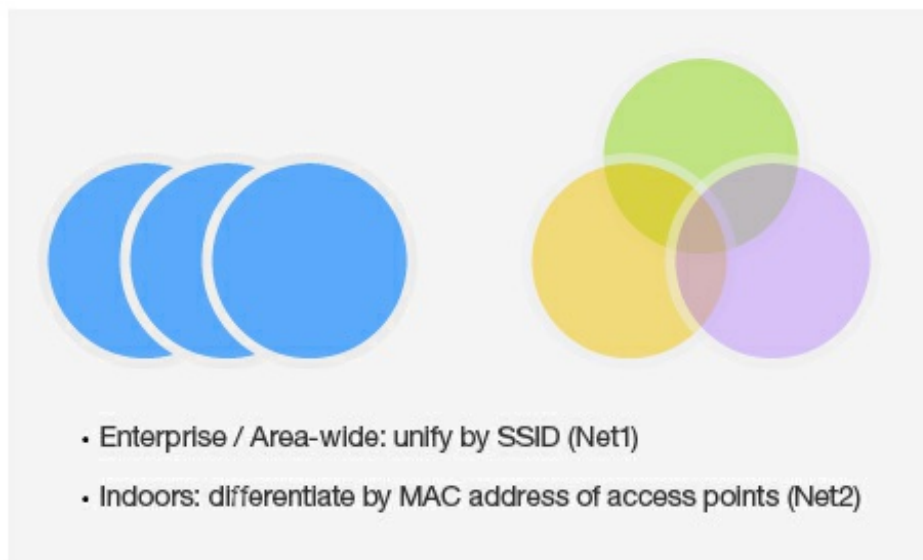 • Enterprise / Area-wide: unify by SSID (Net1)
• Indoors: differentiate by MAC address of access points (Net2)